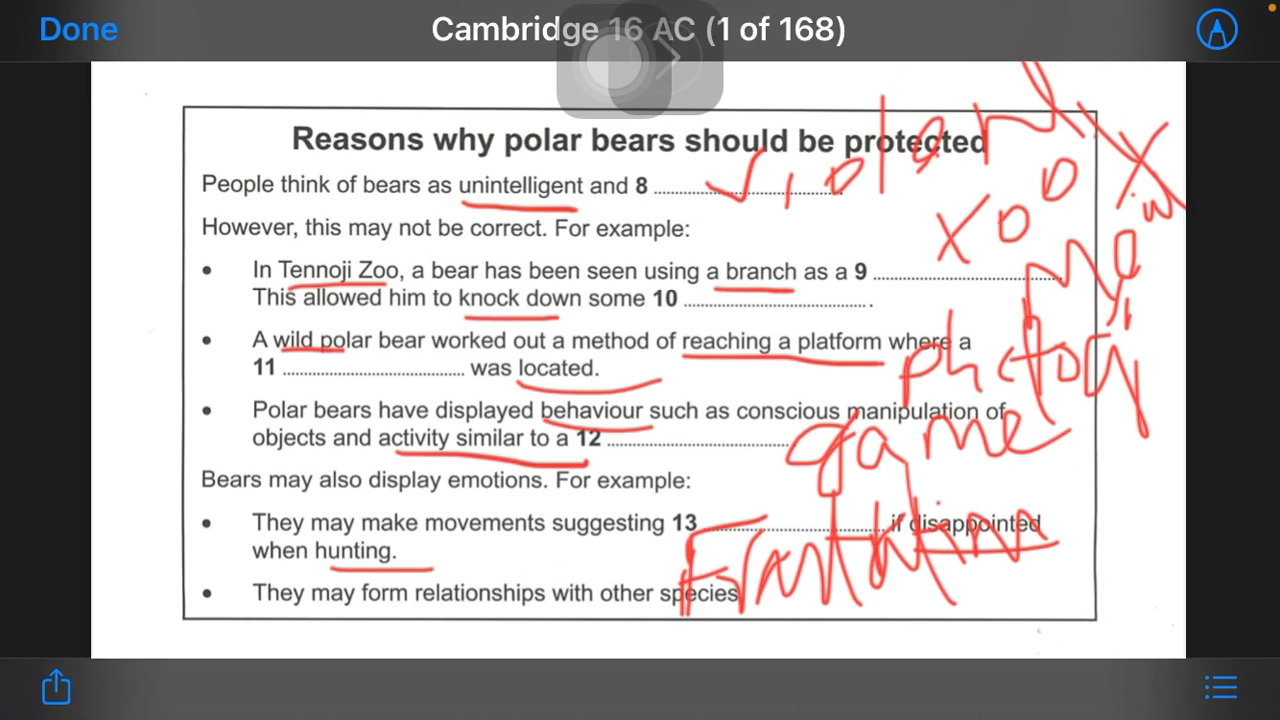 Done
Cambridge 16 AC (1 of 168)
Reasons why polar bears should be protected
People think of bears as unintelligent and 8 ..............................
However, this may not be correct. For example:
• In Tennoji Zoo, a bear has been seen using a branch as a 9 ..............................
This allowed him to knock down some 10 .............................. .
• A wild polar bear worked out a method of reaching a platform where a
11 .............................. was located.
• Polar bears have displayed behaviour such as conscious manipulation of
objects and activity similar to a 12 ..............................
game
Bears may also display emotions. For example:
• They may make movements suggesting 13 .............................. if disappointed
when hunting.
• They may form relationships with other species.